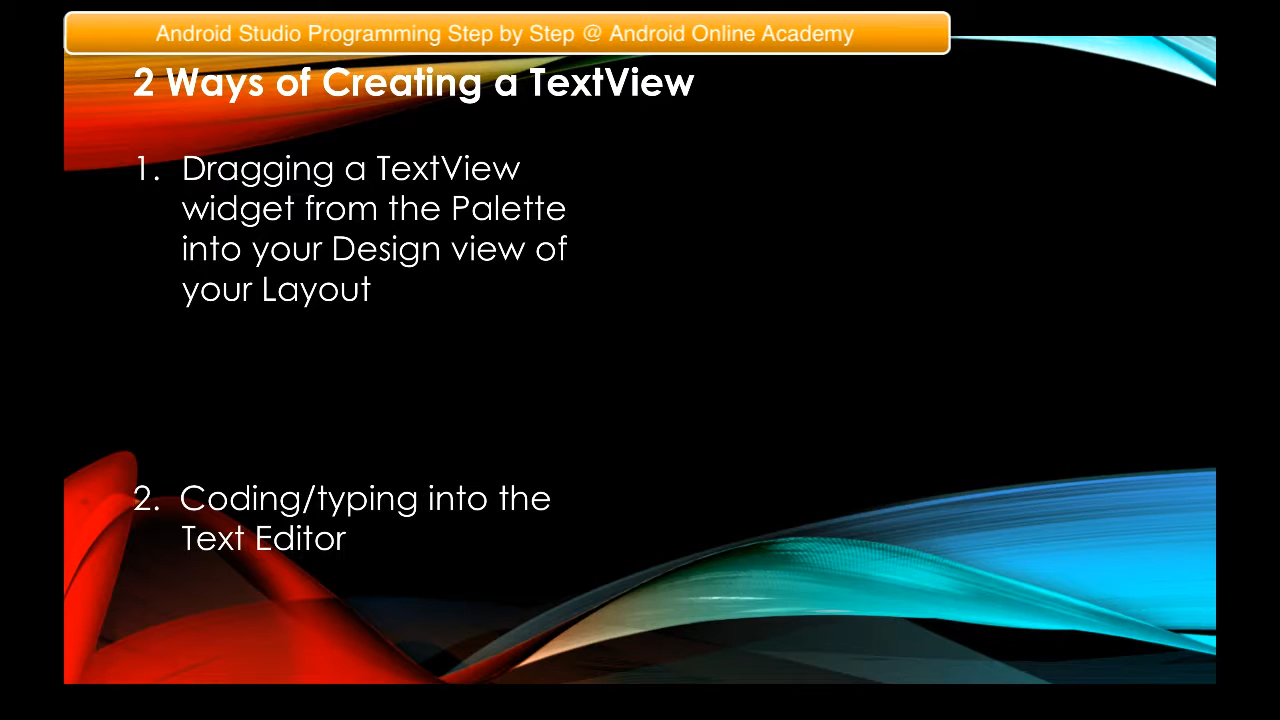 Android Studio Programming Step by Step @ Android Online Academy
2 Ways of Creating a TextView
1. Dragging a TextView
widget from the Palette
into your Design view of
your Layout
2. Coding/typing into the
Text Editor